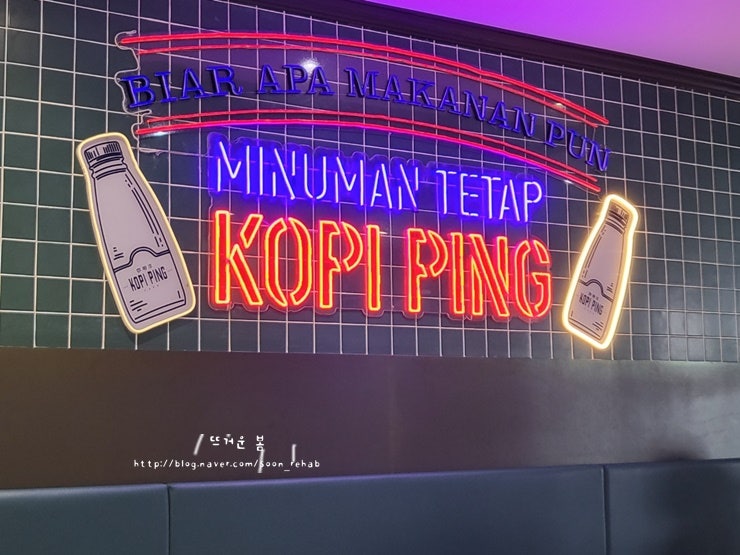 BIAR APA MAKANAN PUN
MINUMAN TETAP
KOPI PING
KOPI PING
KOPI PING
뜨거운 봄
http://blog.naver.com/soon_rehab